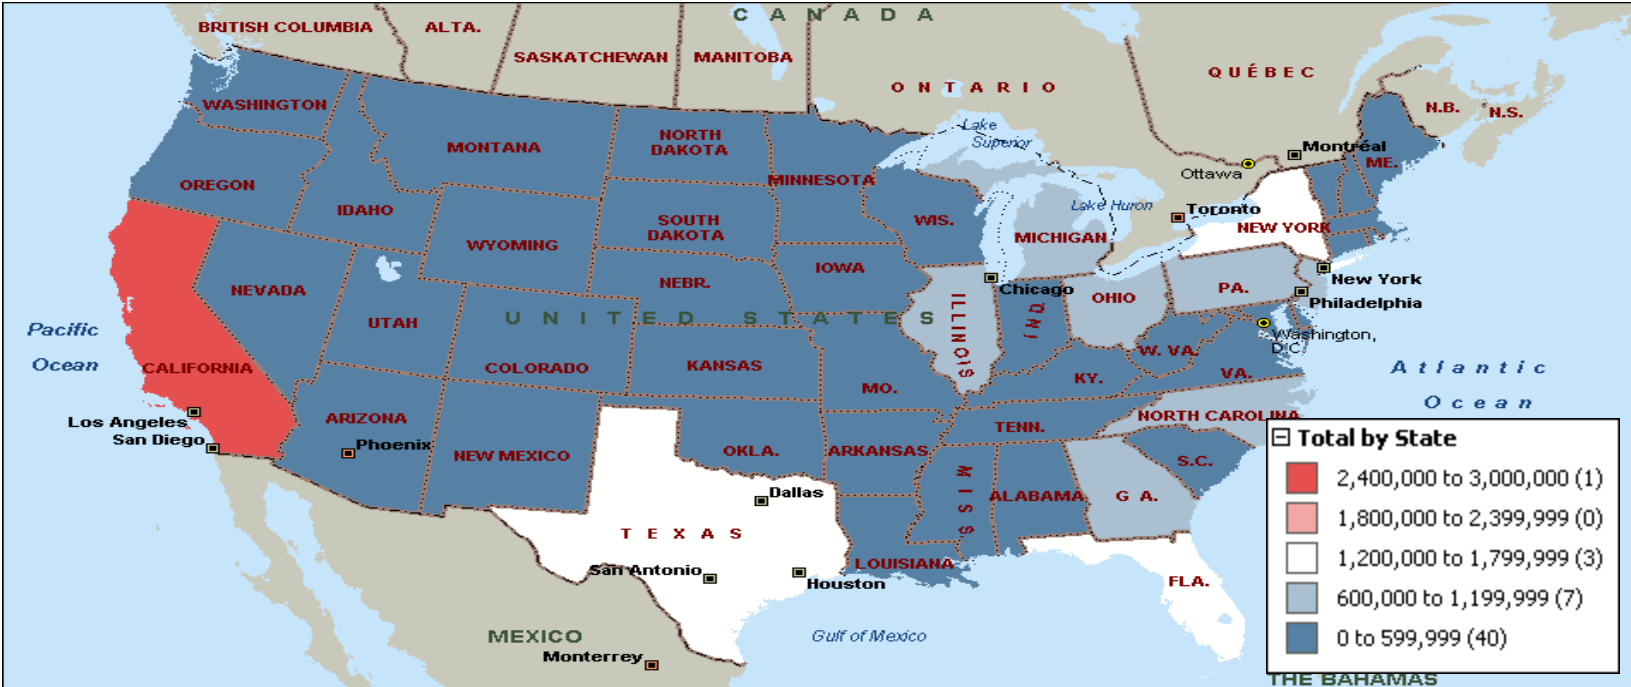 CANADA
BRITISH COLUMBIA
ALTA.
SASKATCHEWAN
MANITOBA
ONTARIO
QUÉBEC
N.B.
N.S.
WASHINGTON
MONTANA
NORTH
DAKOTA
MINNESOTA
Lake
Superior
Ottawa
Montréal
ME.
OREGON
IDAHO
WYOMING
SOUTH
DAKOTA
WIS.
MICHIGAN
Lake Huron
Toronto
NEW YORK
NEVADA
UTAH
NEBR.
IOWA
Chicago
ILLINOIS
IND.
OHIO
PA.
New York
Philadelphia
UNITED STATES
Pacific
Ocean
CALIFORNIA
COLORADO
KANSAS
MO.
KY.
W. VA.
VA.
Washington,
D.C.
Atlantic
Ocean
Los Angeles
San Diego
ARIZONA
Phoenix
NEW MEXICO
OKLA.
ARKANSAS
TENN.
NORTH CAROLINA
S.C.
MISS.
ALABAMA
GA.
Dallas
TEXAS
San Antonio
Houston
LOUISIANA
FLA.
MEXICO
Monterrey
Gulf of Mexico
THE BAHAMAS
Total by State
2,400,000 to 3,000,000 (1)
1,800,000 to 2,399,999 (0)
1,200,000 to 1,799,999 (3)
600,000 to 1,199,999 (7)
0 to 599,999 (40)